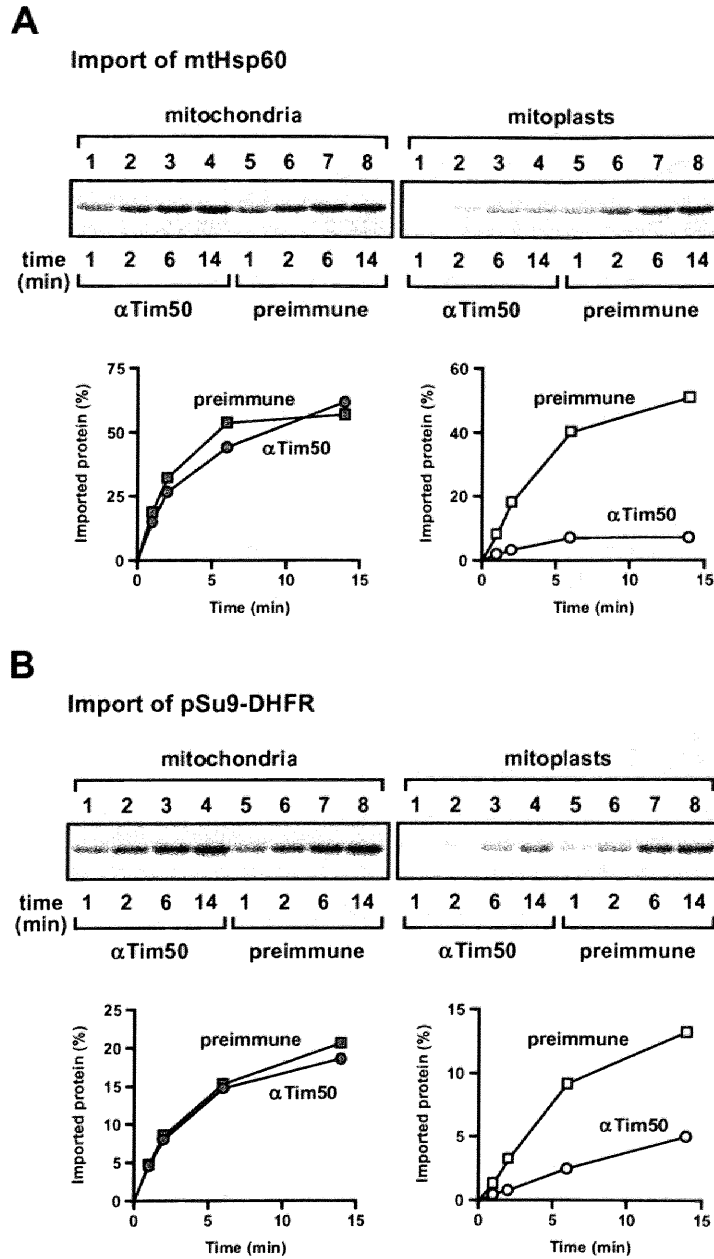 A
Import of mtHsp60
mitochondria mitoplasts
1 2 3 4 5 6 7 8 1 2 3 4 5 6 7 8
time (min) 1 2 6 14 1 2 6 14 1 2 6 14 1 2 6 14
αTim50 preimmune αTim50 preimmune
Imported protein (%)
75
50
25
0
preimmune
αTim50
0 5 10 15
Time (min)
Imported protein (%)
60
40
20
0
preimmune
αTim50
0 5 10 15
Time (min)
B
Import of pSu9-DHFR
mitochondria mitoplasts
1 2 3 4 5 6 7 8 1 2 3 4 5 6 7 8
time (min) 1 2 6 14 1 2 6 14 1 2 6 14 1 2 6 14
αTim50 preimmune αTim50 preimmune
Imported protein (%)
25
20
15
10
5
0
preimmune
αTim50
0 5 10 15
Time (min)
Imported protein (%)
15
10
5
0
preimmune
αTim50
0 5 10 15
Time (min)